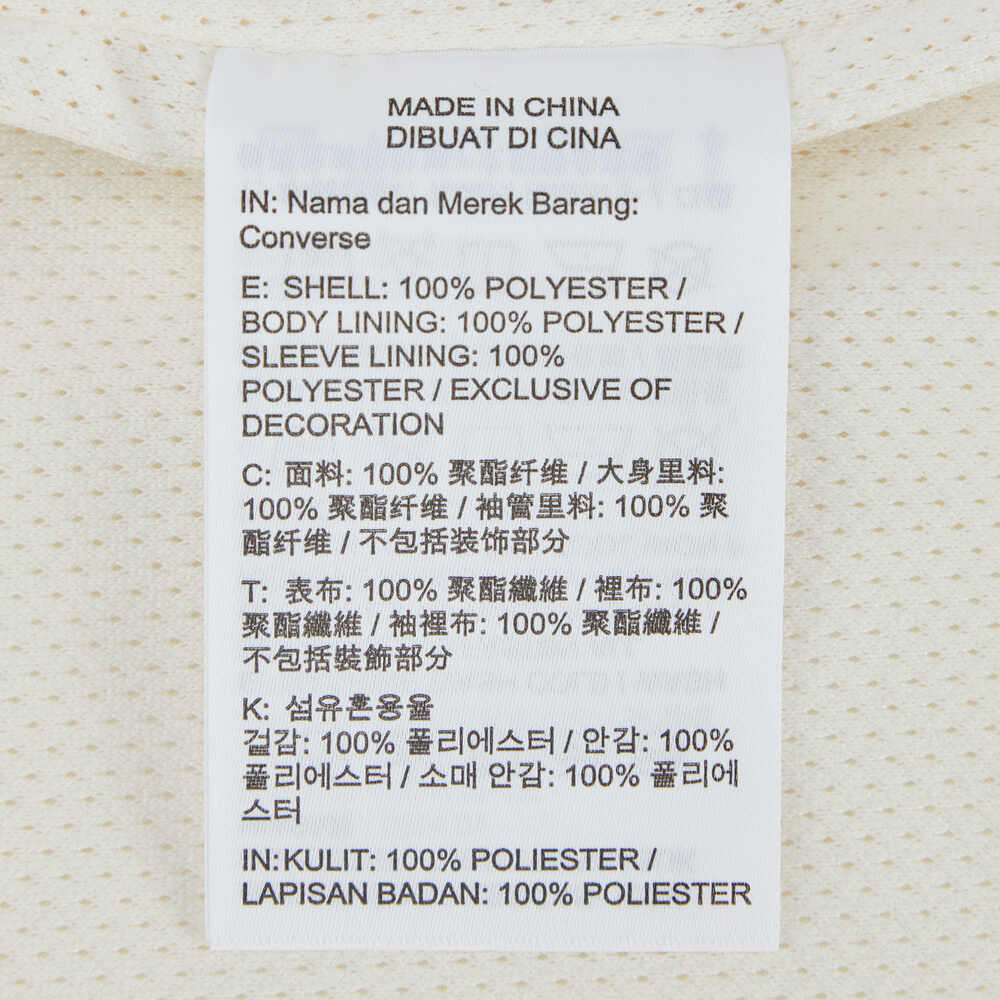 MADE IN CHINA
DIBUAT DI CINA
IN: Nama dan Merek Barang:
Converse
E: SHELL: 100% POLYESTER /
BODY LINING: 100% POLYESTER /
SLEEVE LINING: 100%
POLYESTER / EXCLUSIVE OF
DECORATION
C: 面料: 100% 聚酯纤维 / 大身里料:
100% 聚酯纤维 / 袖管里料: 100% 聚
酯纤维 / 不包括装饰部分
T: 表布: 100% 聚酯纖維 / 裡布: 100%
聚酯纖維 / 袖裡布: 100% 聚酯纖維 /
不包括裝飾部分
K: 섬유혼용율
겉감: 100% 폴리에스터 / 안감: 100%
폴리에스터 / 소매 안감: 100% 폴리에
스터
IN:KULIT: 100% POLIESTER /
LAPISAN BADAN: 100% POLIESTER